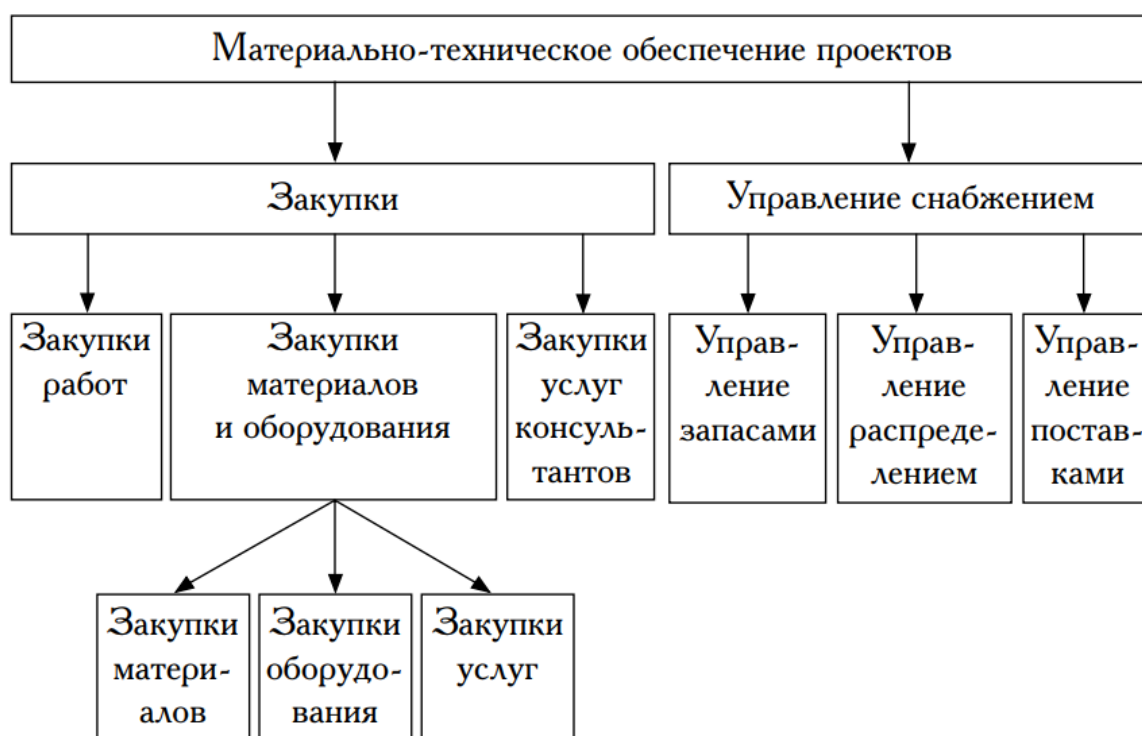 Материально-техническое обеспечение проектов
Закупки
Управление снабжением
Закупки
работ
Закупки
материалов
и оборудования
Закупки
услуг
консуль-
тантов
Управ-
ление
запасами
Управ-
ление
распреде-
лением
Управ-
ление
постав-
ками
Закупки
матери-
алов
Закупки
оборудо-
вания
Закупки
услуг